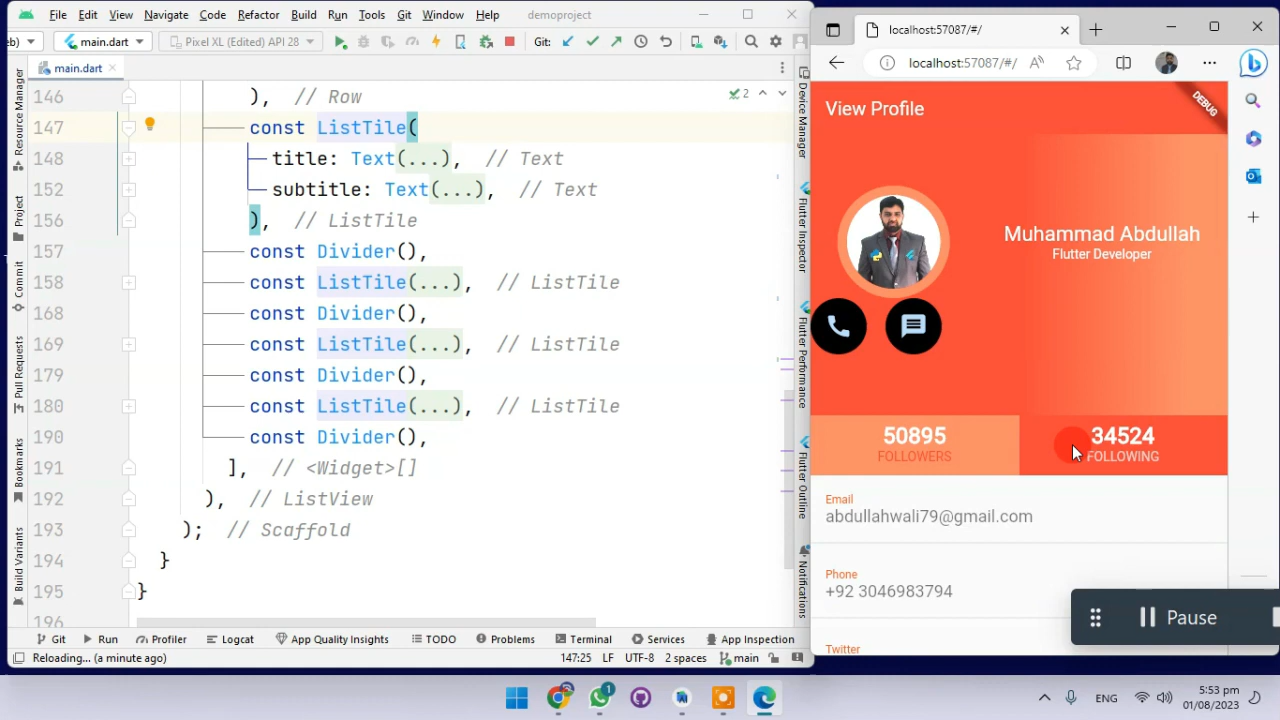 File Edit View Navigate Code Refactor Build Run Tools Git Window Help demoproject
eb) main.dart Pixel XL (Edited) API 28 Git:
main.dart
146 ), // Row
147 const ListTile(
148 title: Text(...), // Text
152 subtitle: Text(...), // Text
156 ), // ListTile
157 const Divider(),
158 const ListTile(...), // ListTile
168 const Divider(),
169 const ListTile(...), // ListTile
179 const Divider(),
180 const ListTile(...), // ListTile
190 const Divider(),
191 ], // <Widget>[]
192 ), // ListView
193 ); // Scaffold
194 }
195 }
196
2
Resource Manager
Project
Commit
Pull Requests
Bookmarks
Build Variants
Device Manager
Flutter Inspector
Flutter Performance
Flutter Outline
Notifications
Git Run Profiler Logcat App Quality Insights TODO Problems Terminal Services App Inspection
Reloading... (a minute ago) 147:25 LF UTF-8 2 spaces main
localhost:57087/#/
localhost:57087/#/
View Profile
DEBUG
Muhammad Abdullah
Flutter Developer
50895
FOLLOWERS
34524
FOLLOWING
Email
abdullahwali79@gmail.com
Phone
+92 3046983794
Twitter
Pause
1
ENG
5:53 pm
01/08/2023